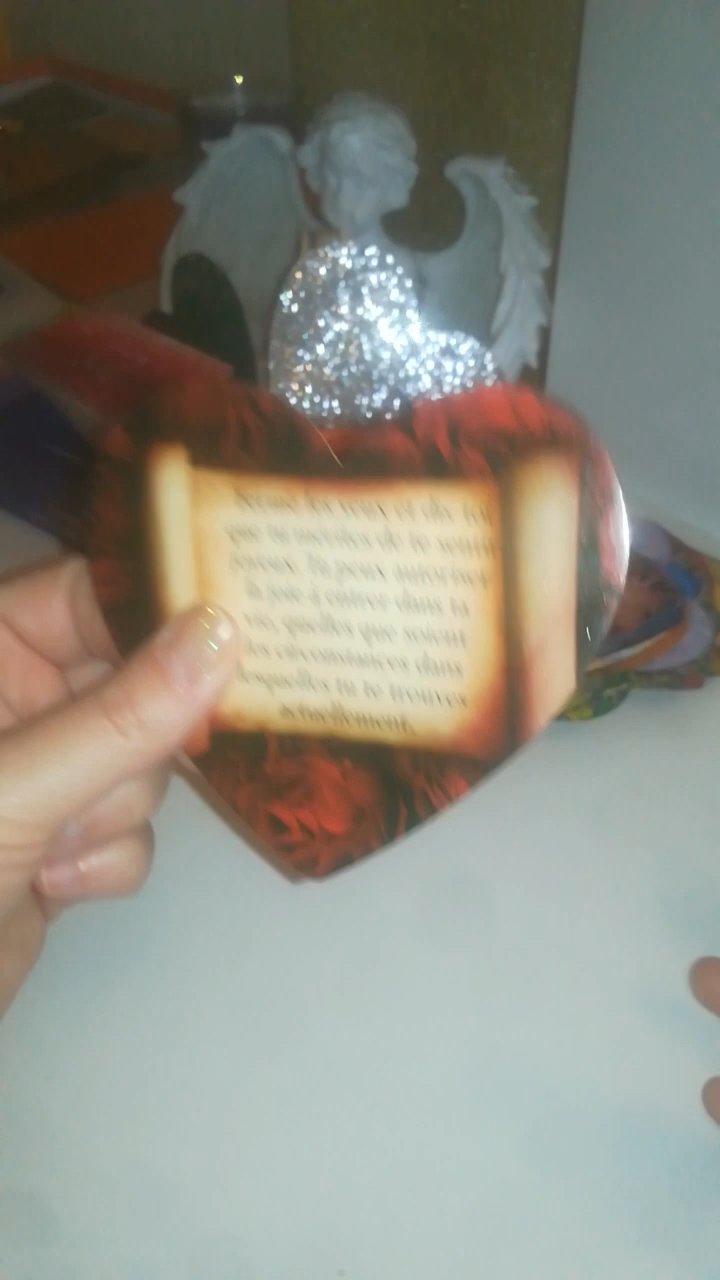 Ferme les yeux et dis-toi
que tu mérites de te sentir
joyeux. Tu peux autoriser
la joie à entrer dans ta
vie, quelles que soient
les circonstances dans
lesquelles tu te trouves
actuellement.